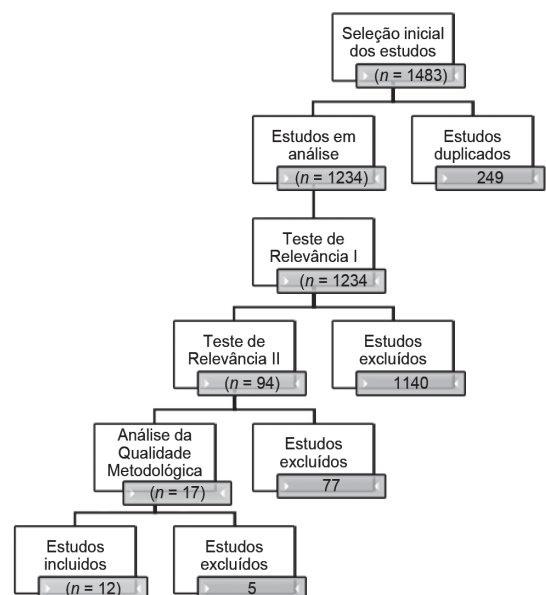 Seleção inicial
dos estudos
(n = 1483)
Estudos em
análise
(n = 1234)
Estudos
duplicados
249
Teste de
Relevância I
(n = 1234
Teste de
Relevância II
(n = 94)
Estudos
excluídos
1140
Análise da
Qualidade
Metodológica
(n = 17)
Estudos
excluídos
77
Estudos
incluidos
(n = 12)
Estudos
excluídos
5